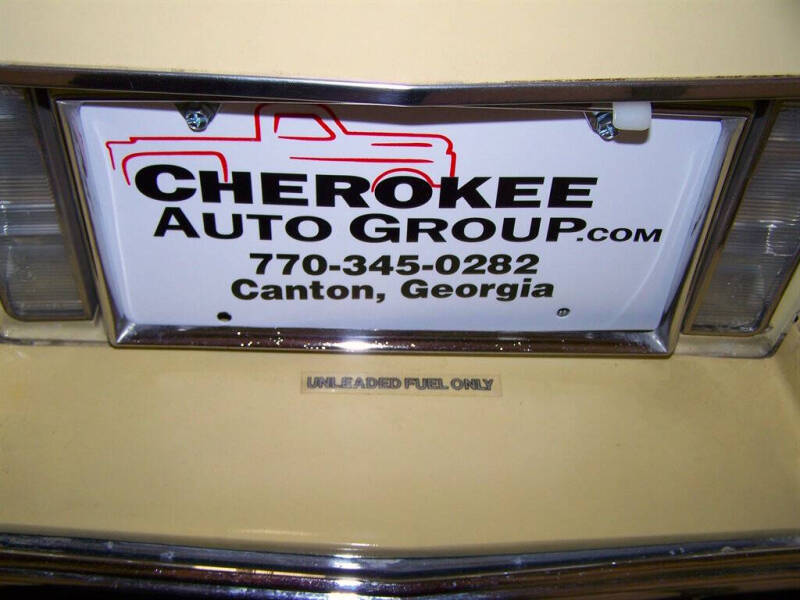 CHEROKEE
AUTO GROUP.COM
770-345-0282
Canton, Georgia
UNLEADED FUEL ONLY